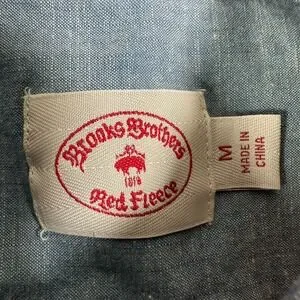 Brooks Brothers
1818
Red Fleece
M
MADE IN
CHINA